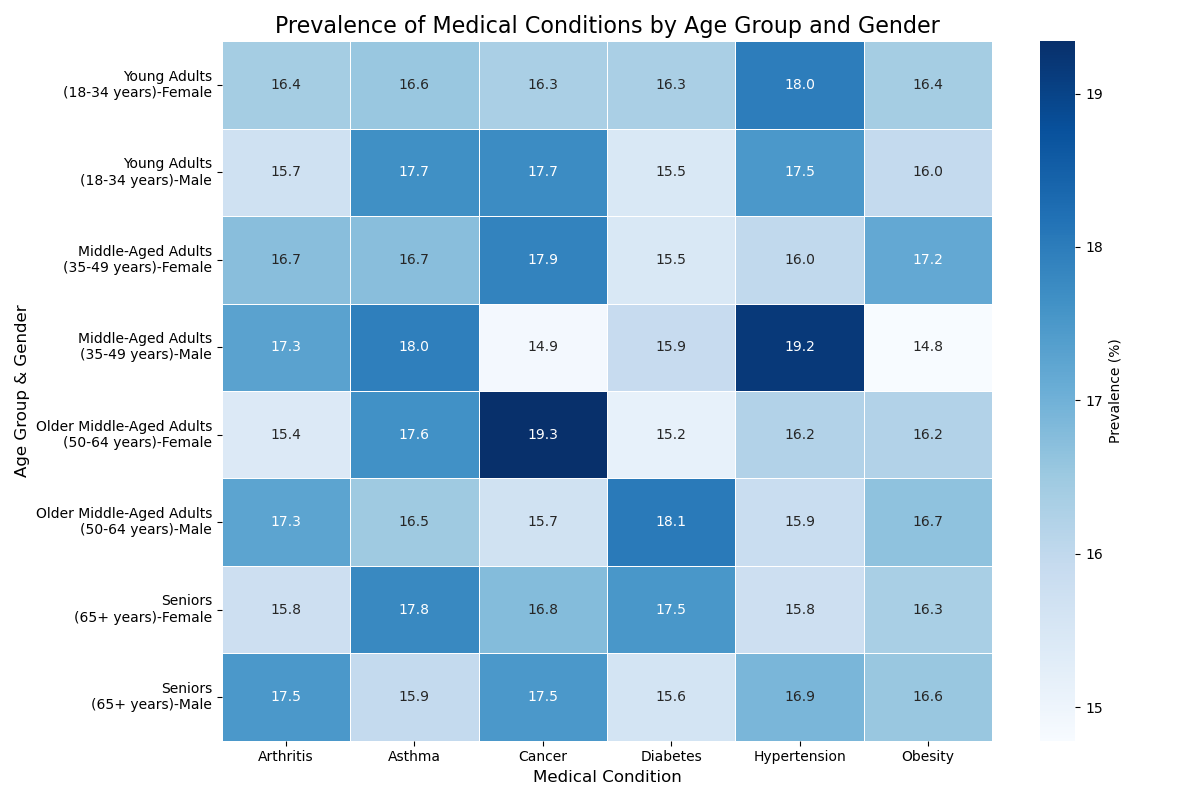 Prevalence of Medical Conditions by Age Group and Gender
Age Group & Gender
Young Adults
(18-34 years)-Female
16.4 16.6 16.3 16.3 18.0 16.4
Young Adults
(18-34 years)-Male
15.7 17.7 17.7 15.5 17.5 16.0
Middle-Aged Adults
(35-49 years)-Female
16.7 16.7 17.9 15.5 16.0 17.2
Middle-Aged Adults
(35-49 years)-Male
17.3 18.0 14.9 15.9 19.2 14.8
Older Middle-Aged Adults
(50-64 years)-Female
15.4 17.6 19.3 15.2 16.2 16.2
Older Middle-Aged Adults
(50-64 years)-Male
17.3 16.5 15.7 18.1 15.9 16.7
Seniors
(65+ years)-Female
15.8 17.8 16.8 17.5 15.8 16.3
Seniors
(65+ years)-Male
17.5 15.9 17.5 15.6 16.9 16.6
Arthritis Asthma Cancer Diabetes Hypertension Obesity
Medical Condition
19
18
17
16
15
Prevalence (%)